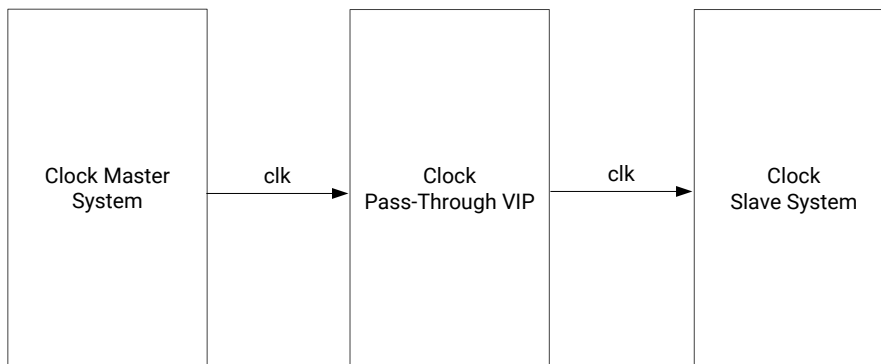 Clock Master
System
clk
Clock
Pass-Through VIP
clk
Clock
Slave System